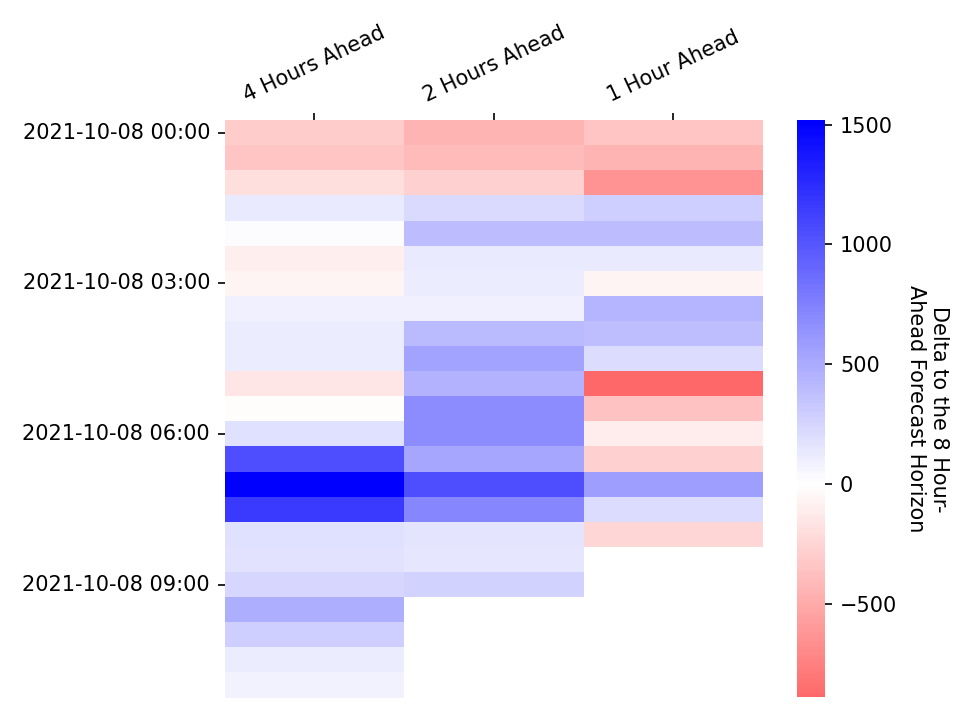 4 Hours Ahead
2 Hours Ahead
1 Hour Ahead
2021-10-08 00:00
2021-10-08 03:00
2021-10-08 06:00
2021-10-08 09:00
1500
1000
500
0
−500
Delta to the 8 Hour-
Ahead Forecast Horizon